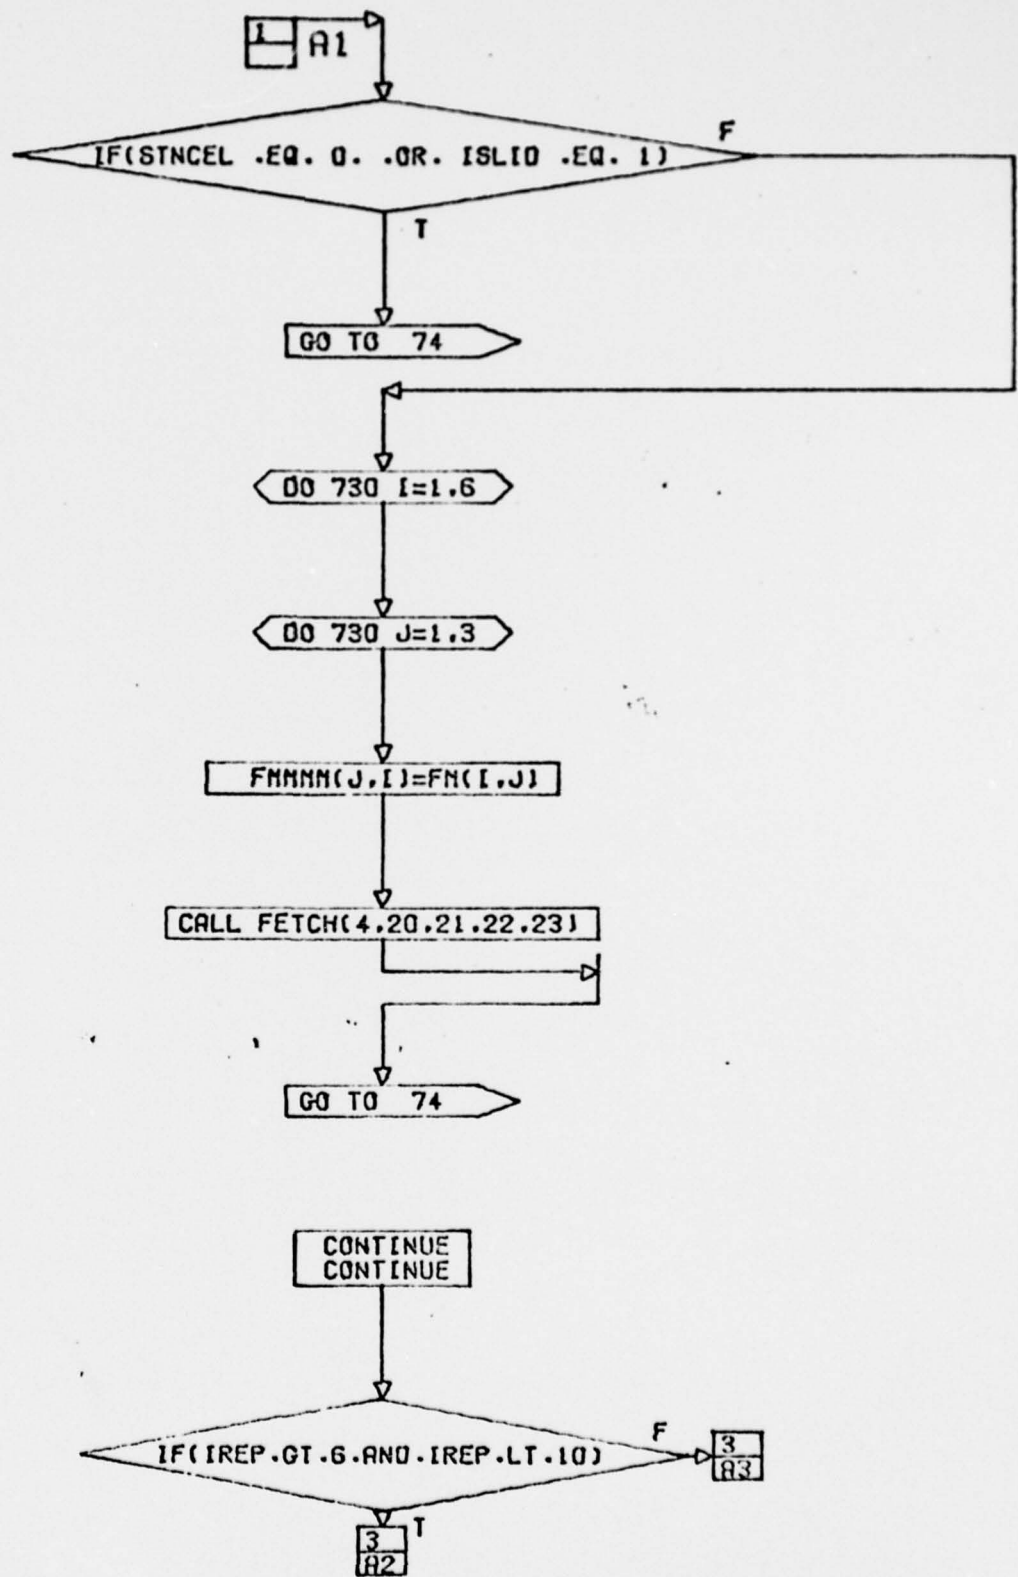 1
A1
IF(STNCEL .EQ. 0. .OR. ISLID .EQ. 1)
F
T
GO TO 74
DO 730 I=1,6
DO 730 J=1,3
FMMMM(J,I)=FM(I,J)
CALL FETCH(4,20,21,22,23)
GO TO 74
CONTINUE
CONTINUE
IF(IREP.GT.6.AND.IREP.LT.10)
F
3
A3
T
3
A2